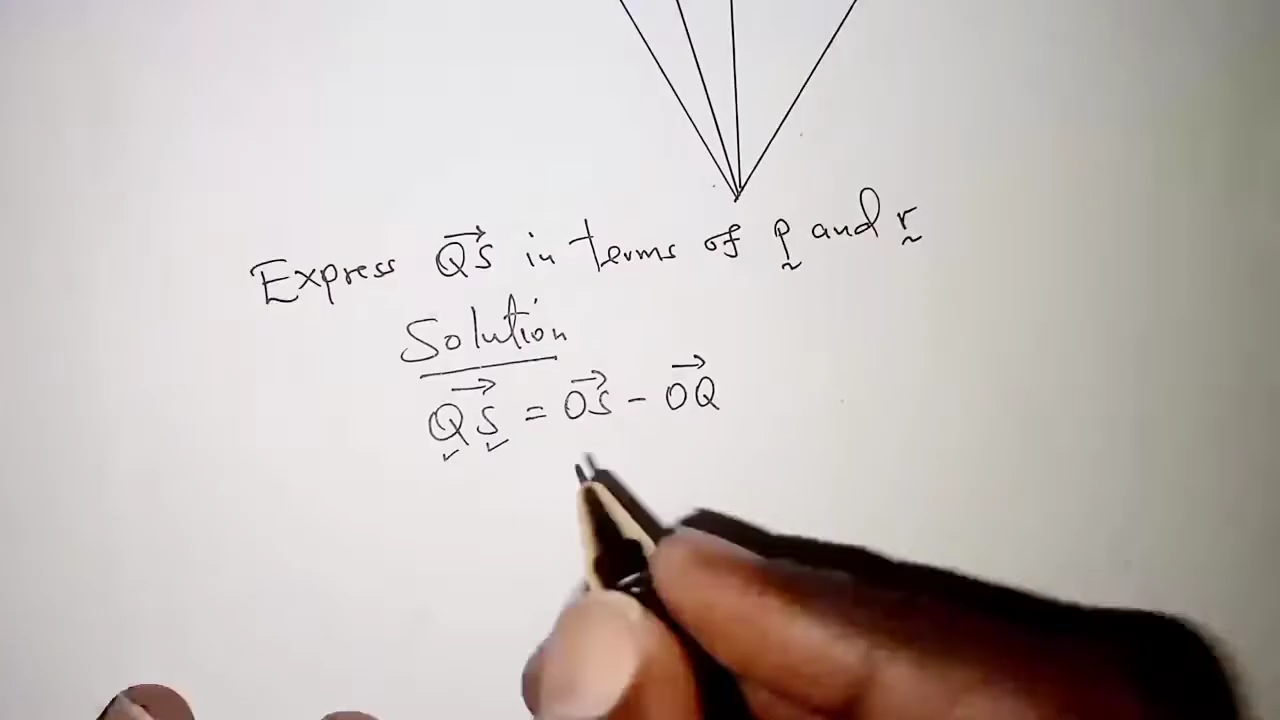 Express QS in terms of p and r
Solution
QS = OS - OQ